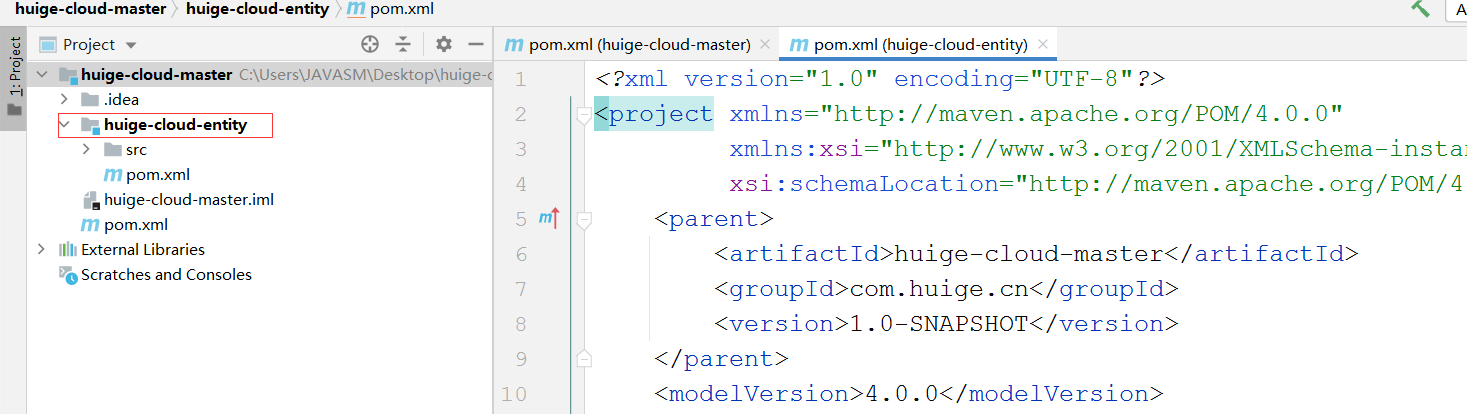 huige-cloud-master huige-cloud-entity pom.xml
A
1: Project
Project
huige-cloud-master C:\Users\JAVASM\Desktop\huige-c
.idea
huige-cloud-entity
src
pom.xml
huige-cloud-master.iml
pom.xml
External Libraries
Scratches and Consoles
pom.xml (huige-cloud-master) pom.xml (huige-cloud-entity)
1 <?xml version="1.0" encoding="UTF-8"?>
2 <project xmlns="http://maven.apache.org/POM/4.0.0"
3 xmlns:xsi="http://www.w3.org/2001/XMLSchema-insta
4 xsi:schemaLocation="http://maven.apache.org/POM/4
5 <parent>
6 <artifactId>huige-cloud-master</artifactId>
7 <groupId>com.huige.cn</groupId>
8 <version>1.0-SNAPSHOT</version>
9 </parent>
10 <modelVersion>4.0.0</modelVersion>